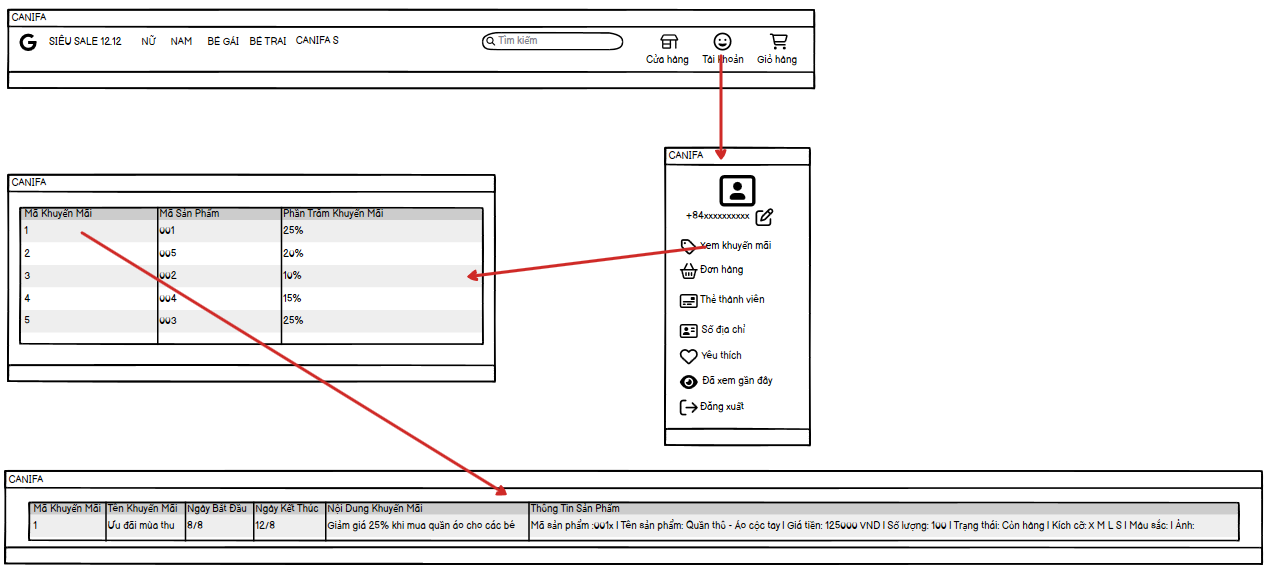 CANIFA
SIÊU SALE 12.12 NỮ NAM BÉ GÁI BÉ TRAI CANIFA S Tìm kiếm
Cửa hàng Tài khoản Giỏ hàng
CANIFA
+84xxxxxxxxxx
Xem khuyến mãi
Đơn hàng
Thẻ thành viên
Số địa chỉ
Yêu thích
Đã xem gần đây
Đăng xuất
CANIFA
Mã Khuyến Mãi Mã Sản Phẩm Phần Trăm Khuyến Mãi
1 001 25%
2 005 20%
3 002 10%
4 004 15%
5 003 25%
CANIFA
Mã Khuyến Mãi Tên Khuyến Mãi Ngày Bắt Đầu Ngày Kết Thúc Nội Dung Khuyến Mãi Thông Tin Sản Phẩm
1 Ưu đãi mùa thu 8/8 12/8 Giảm giá 25% khi mua quần áo cho các bé Mã sản phẩm :001x | Tên sản phẩm: Quần thủ - Áo cộc tay | Giá tiền: 125000 VND | Số lượng: 100 | Trạng thái: Còn hàng | Kích cỡ: X M L S | Màu sắc: | Ảnh: